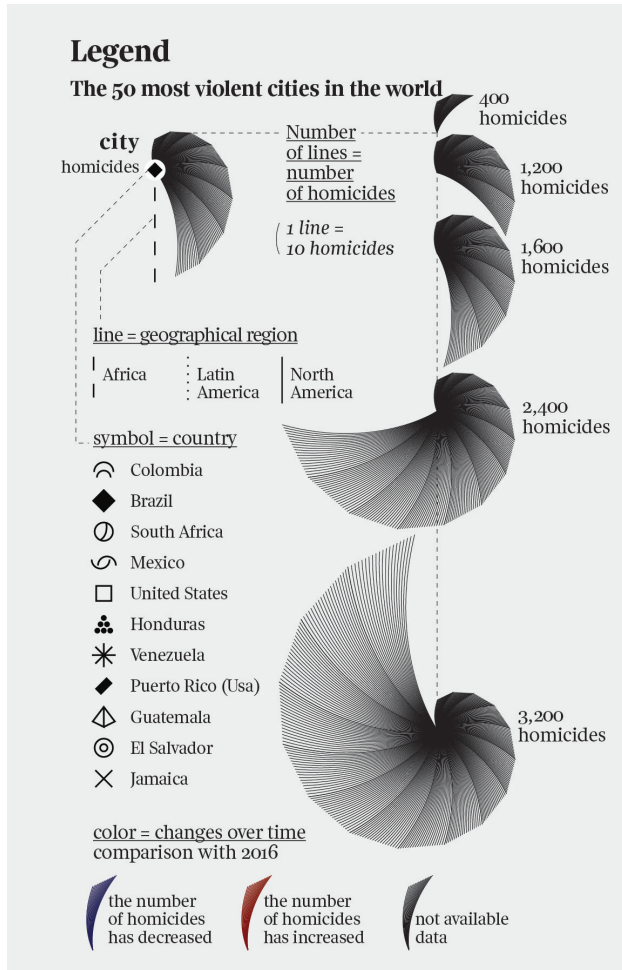 Legend
The 50 most violent cities in the world
city
homicides
Number
of lines =
number
of homicides
1 line =
10 homicides
400
homicides
1,200
homicides
1,600
homicides
2,400
homicides
3,200
homicides
line = geographical region
Africa
Latin
America
North
America
symbol = country
Colombia
Brazil
South Africa
Mexico
United States
Honduras
Venezuela
Puerto Rico (Usa)
Guatemala
El Salvador
Jamaica
color = changes over time
comparison with 2016
the number
of homicides
has decreased
the number
of homicides
has increased
not available
data